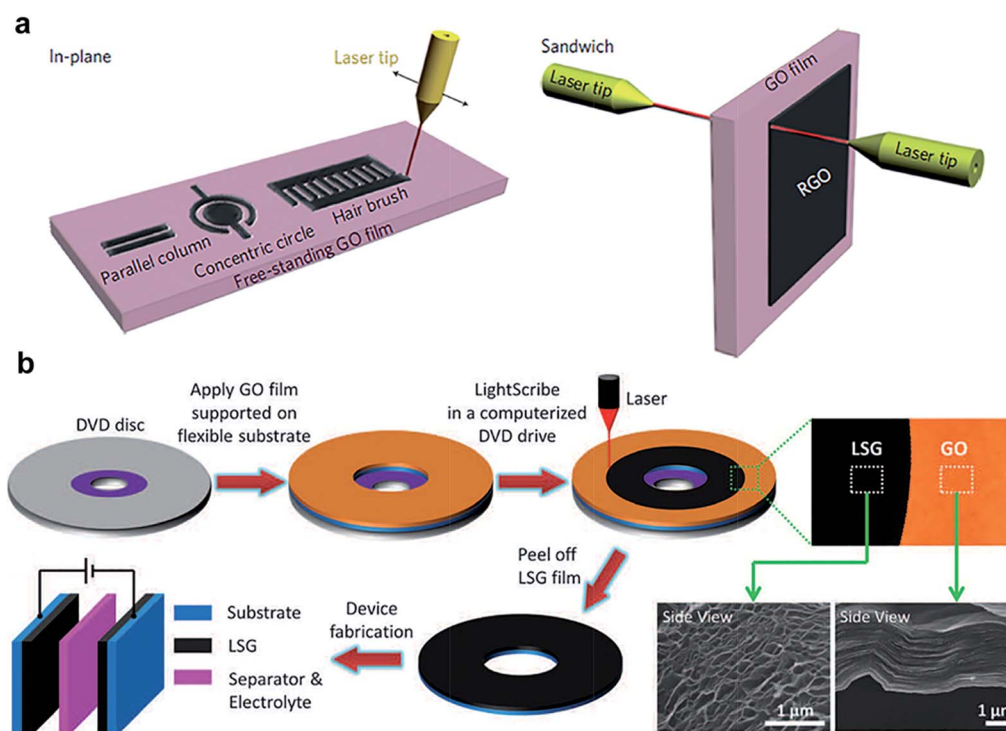 a
In-plane
Laser tip
Parallel column
Concentric circle
Hair brush
Free-standing GO film
Sandwich
Laser tip
GO film
Laser tip
RGO
b
DVD disc
Apply GO film
supported on
flexible substrate
LightScribe
in a computerized
DVD drive
Laser
LSG
GO
Peel off
LSG film
Device
fabrication
Substrate
LSG
Separator &
Electrolyte
Side View
1 μm
Side View
1 μm